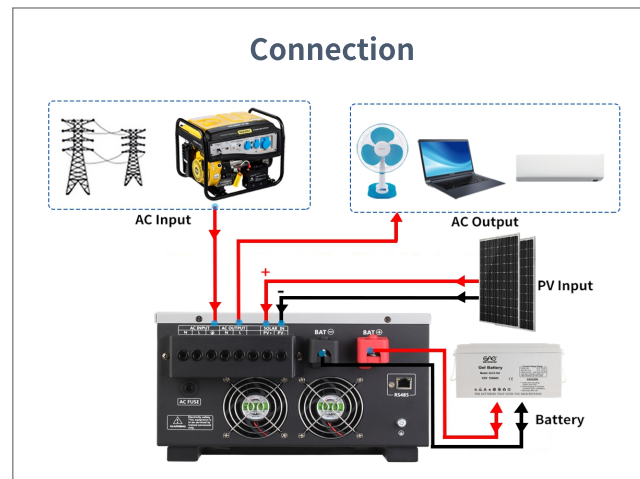 Connection
AC Input
AC Output
+
-
PV Input
AC INPUT
AC OUTPUT
SOLAR IN
N L N L PV+ PV-
BAT ⊖
BAT ⊕
RS485
AC FUSE
WARNING
Gel Battery
Battery